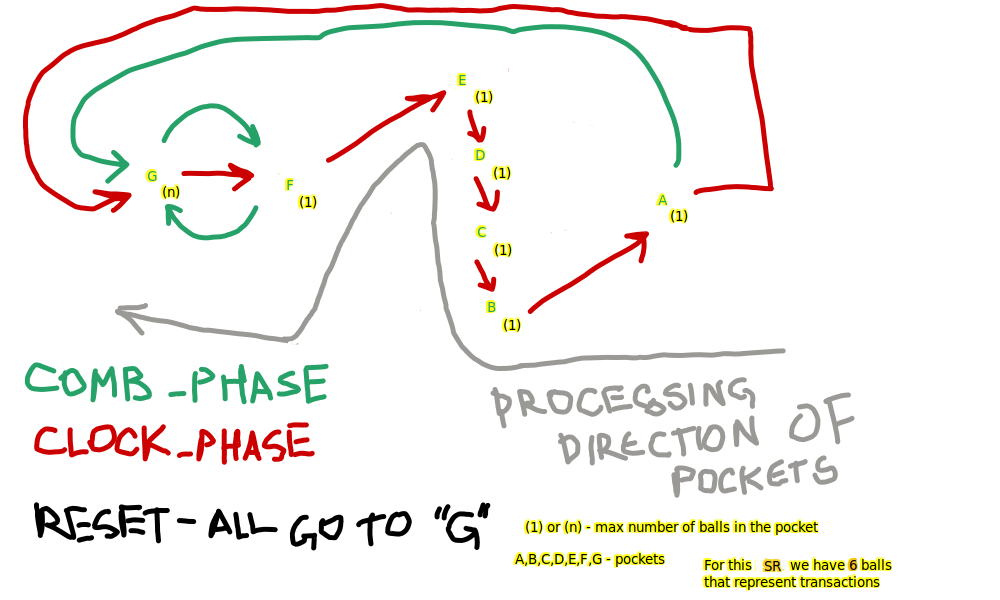 E
(1)
D
(1)
G
(n)
F
(1)
A
(1)
C
(1)
B
(1)
COMB_PHASE
CLOCK_PHASE
PROCESSING
DIRECTION OF
POCKETS
RESET - ALL GO TO "G"
(1) or (n) - max number of balls in the pocket
A,B,C,D,E,F,G - pockets
For this SR we have 6 balls
that represent transactions